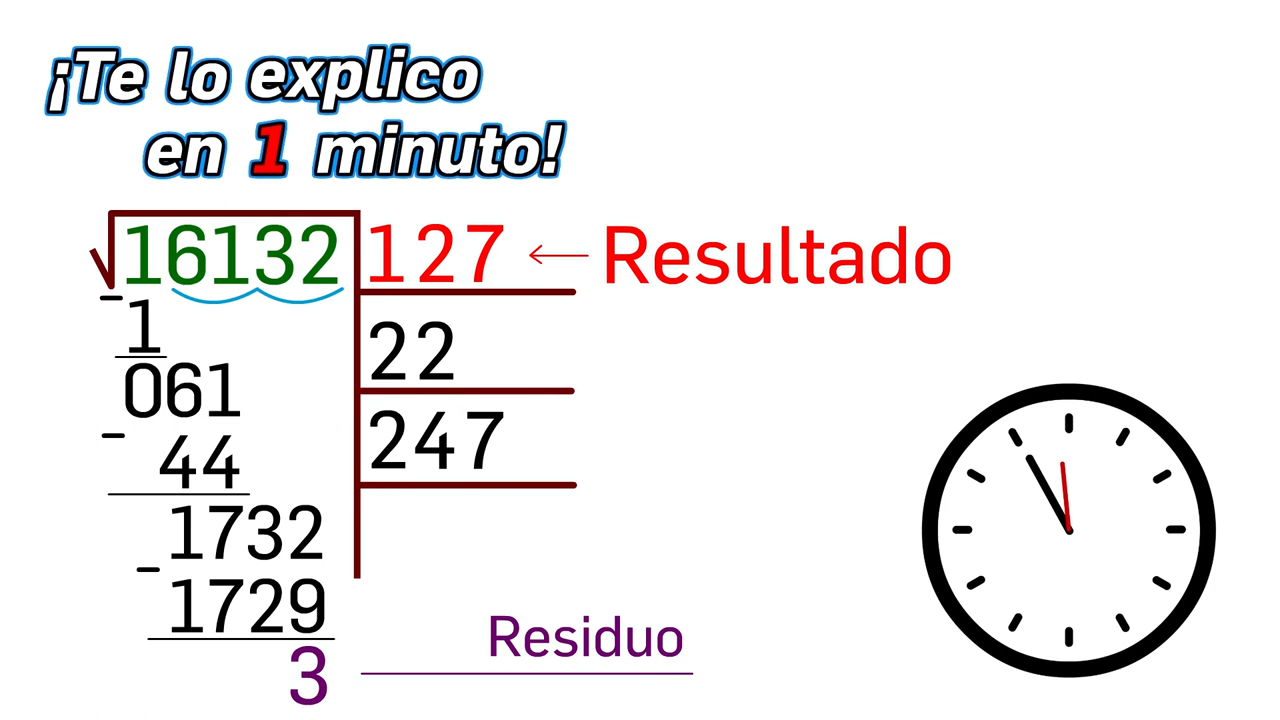 ¡Te lo explico
en 1 minuto!
√16132 127 ← Resultado
- 1
22
061
- 44
247
1732
- 1729
Residuo
3